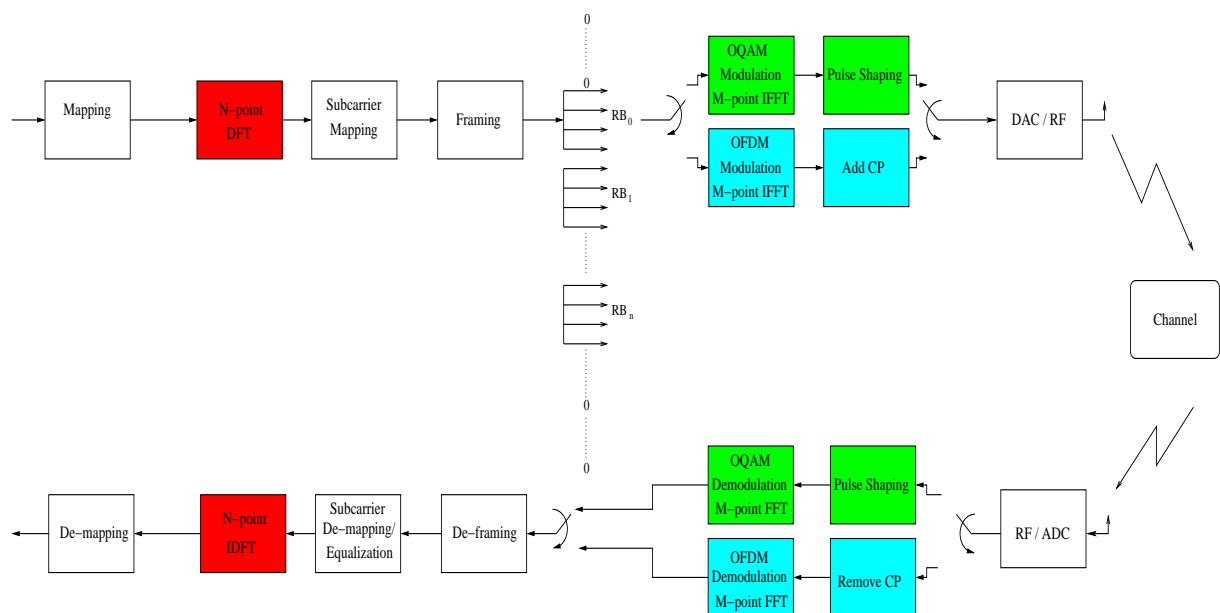 0
0
Mapping
N-point
DFT
Subcarrier
Mapping
Framing
RB0
RB1
RBn
0
0
OQAM
Modulation
M-point IFFT
Pulse Shaping
OFDM
Modulation
M-point IFFT
Add CP
DAC / RF
Channel
De-mapping
N-point
IDFT
Subcarrier
De-mapping/
Equalization
De-framing
OQAM
Demodulation
M-point FFT
Pulse Shaping
OFDM
Demodulation
M-point FFT
Remove CP
RF / ADC